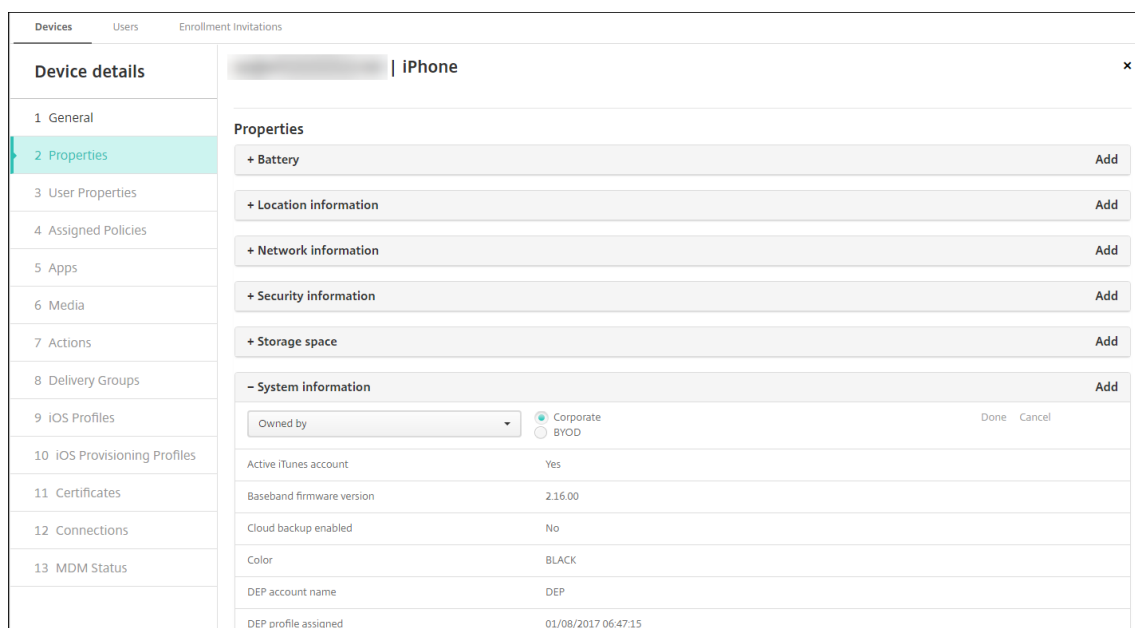 Devices Users Enrollment Invitations
Device details
| iPhone ×
1 General
2 Properties
3 User Properties
4 Assigned Policies
5 Apps
6 Media
7 Actions
8 Delivery Groups
9 iOS Profiles
10 iOS Provisioning Profiles
11 Certificates
12 Connections
13 MDM Status
Properties
+ Battery Add
+ Location information Add
+ Network information Add
+ Security information Add
+ Storage space Add
− System information Add
Owned by Corporate Done Cancel
BYOD
Active iTunes account Yes
Baseband firmware version 2.16.00
Cloud backup enabled No
Color BLACK
DEP account name DEP
DEP profile assigned 01/08/2017 06:47:15